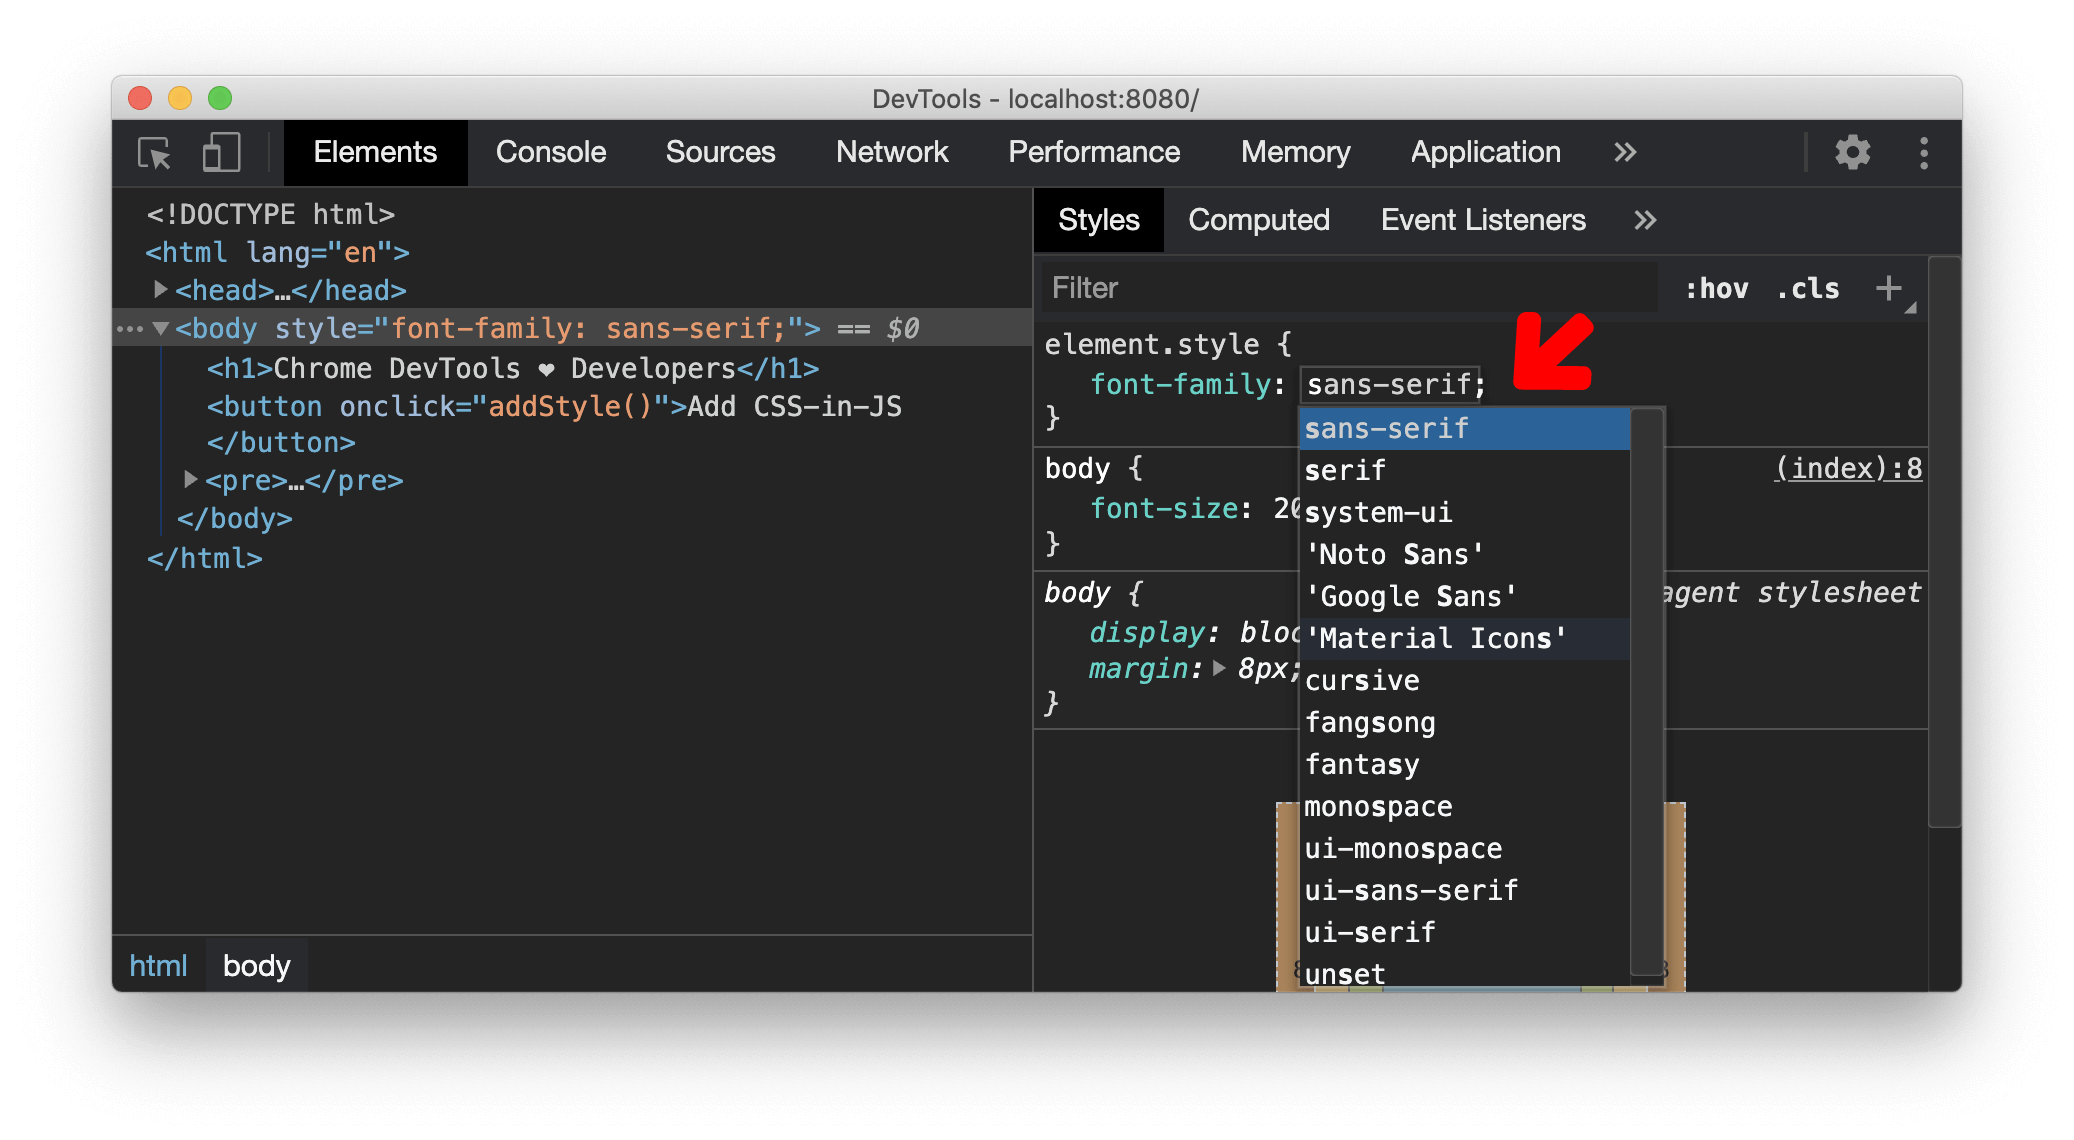 DevTools - localhost:8080/
Elements Console Sources Network Performance Memory Application »
<!DOCTYPE html>
<html lang="en">
<head>…</head>
<body style="font-family: sans-serif;"> == $0
<h1>Chrome DevTools ❤ Developers</h1>
<button onclick="addStyle()">Add CSS-in-JS
</button>
<pre>…</pre>
</body>
</html>
html body
Styles Computed Event Listeners »
Filter :hov .cls +
element.style {
font-family: sans-serif;
}
body { (index):8
font-size: 20
}
body { agent stylesheet
display: bloc
margin: 8px;
}
sans-serif
serif
system-ui
'Noto Sans'
'Google Sans'
'Material Icons'
cursive
fangsong
fantasy
monospace
ui-monospace
ui-sans-serif
ui-serif
unset